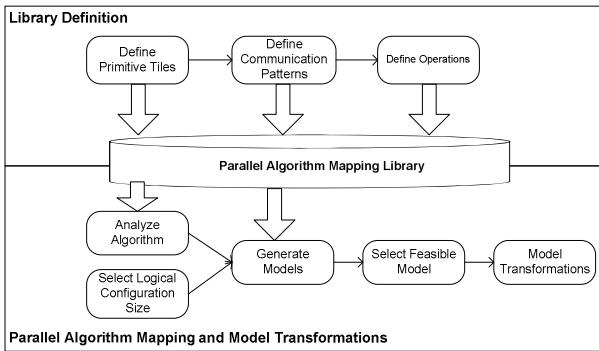 Library Definition
Define
Primitive Tiles
Define
Communication
Patterns
Define Operations
Parallel Algorithm Mapping Library
Analyze
Algorithm
Select Logical
Configuration
Size
Generate
Models
Select Feasible
Model
Model
Transformations
Parallel Algorithm Mapping and Model Transformations